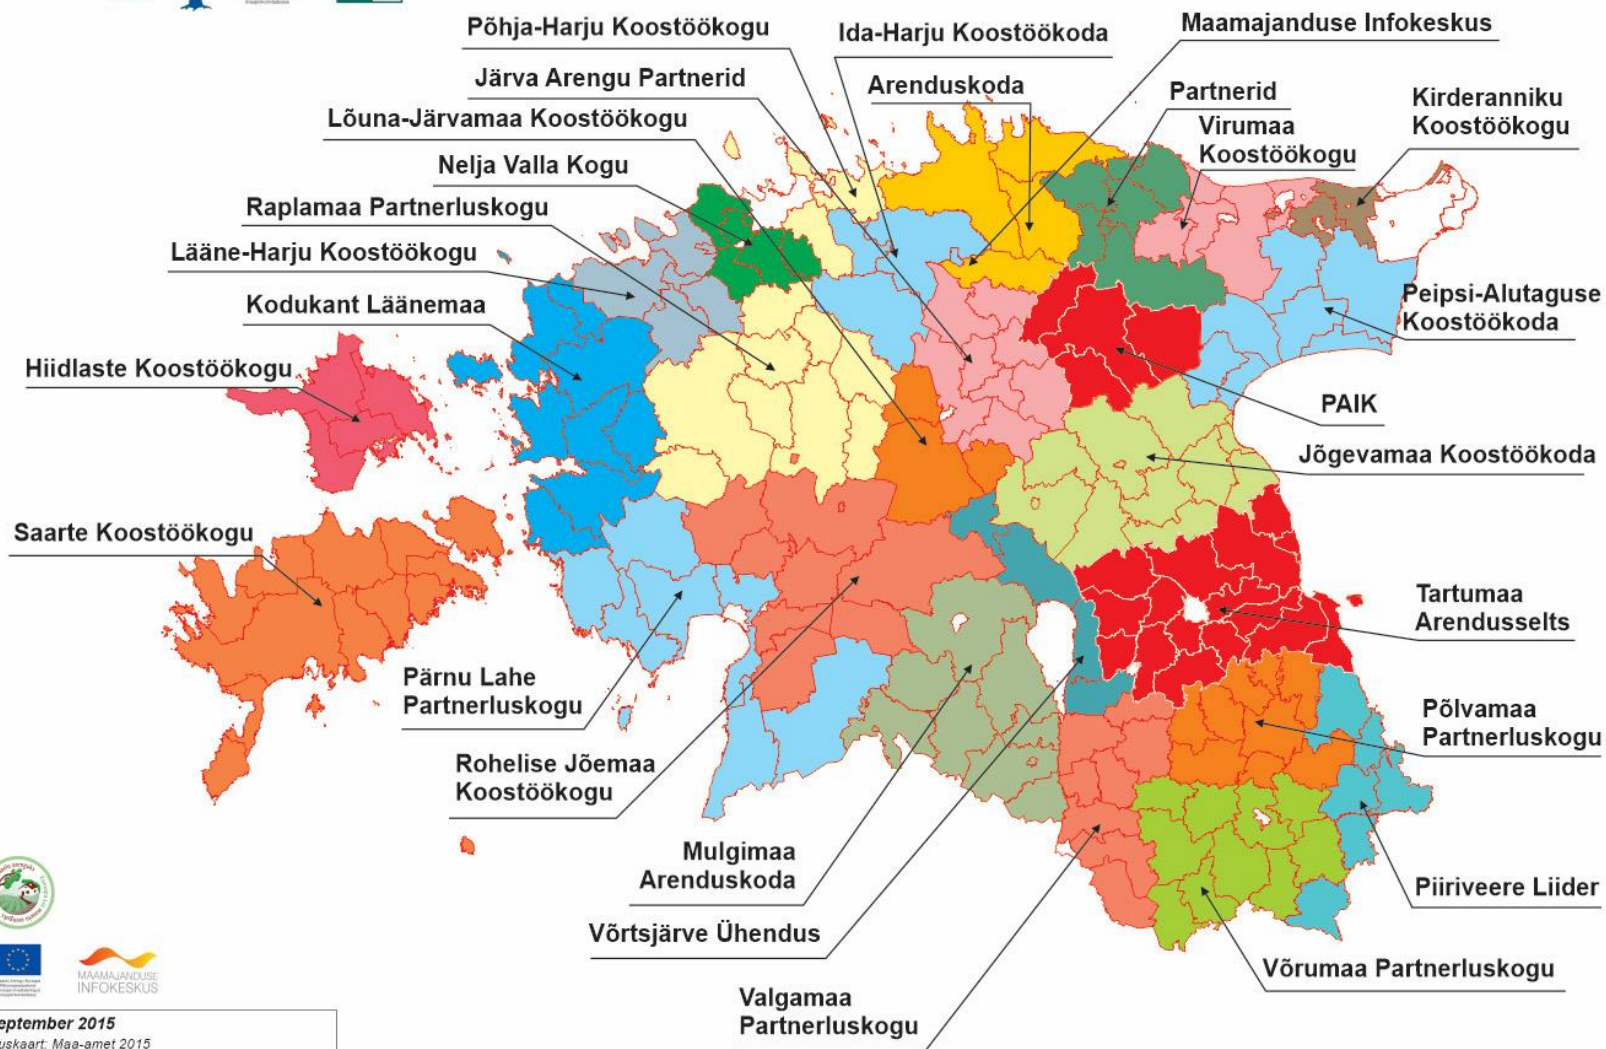 Põhja-Harju Koostöökogu
Ida-Harju Koostöökoda
Maamajanduse Infokeskus
Järva Arengu Partnerid
Arenduskoda
Partnerid
Kirderanniku
Koostöökogu
Lõuna-Järvamaa Koostöökogu
Virumaa
Koostöökogu
Nelja Valla Kogu
Raplamaa Partnerluskogu
Lääne-Harju Koostöökogu
Kodukant Läänemaa
Peipsi-Alutaguse
Koostöökoda
Hiidlaste Koostöökogu
PAIK
Jõgevamaa Koostöökoda
Saarte Koostöökogu
Tartumaa
Arendusselts
Pärnu Lahe
Partnerluskogu
Põlvamaa
Partnerluskogu
Rohelise Jõemaa
Koostöökogu
Mulgimaa
Arenduskoda
Piiriveere Liider
Võrtsjärve Ühendus
Võrumaa Partnerluskogu
Valgamaa
Partnerluskogu
MAAMAJANDUSE
INFOKESKUS
eptember 2015
uskaart: Maa-amet 2015